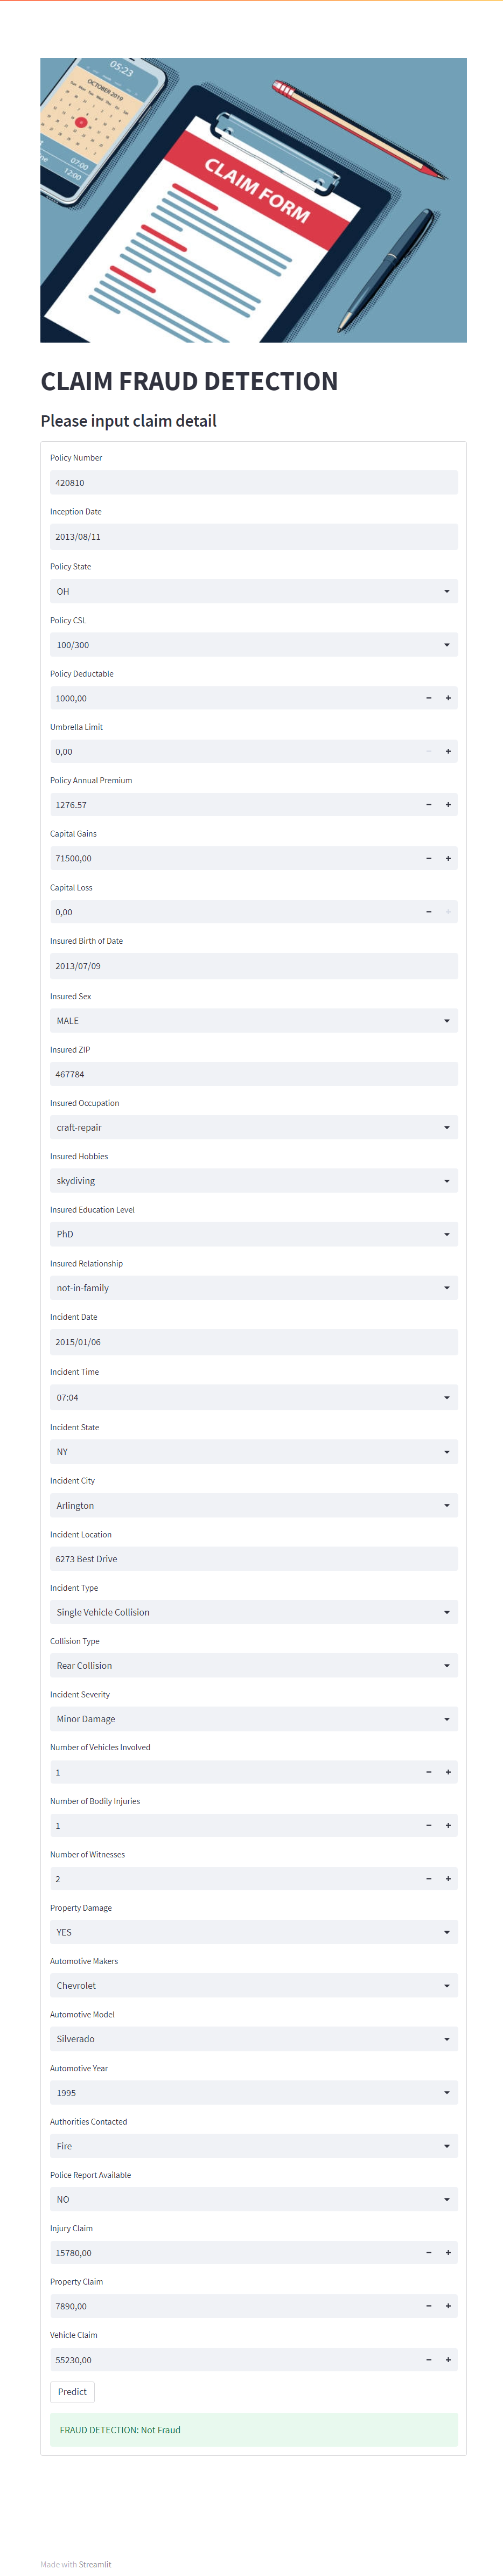 05:23
OCTOBER 2019
07:00
12:00
CLAIM FORM
CLAIM FRAUD DETECTION
Please input claim detail
Policy Number
420810
Inception Date
2013/08/11
Policy State
OH
Policy CSL
100/300
Policy Deductable
1000,00
Umbrella Limit
0,00
Policy Annual Premium
1276.57
Capital Gains
71500,00
Capital Loss
0,00
Insured Birth of Date
2013/07/09
Insured Sex
MALE
Insured ZIP
467784
Insured Occupation
craft-repair
Insured Hobbies
skydiving
Insured Education Level
PhD
Insured Relationship
not-in-family
Incident Date
2015/01/06
Incident Time
07:04
Incident State
NY
Incident City
Arlington
Incident Location
6273 Best Drive
Incident Type
Single Vehicle Collision
Collision Type
Rear Collision
Incident Severity
Minor Damage
Number of Vehicles Involved
1
Number of Bodily Injuries
1
Number of Witnesses
2
Property Damage
YES
Automotive Makers
Chevrolet
Automotive Model
Silverado
Automotive Year
1995
Authorities Contacted
Fire
Police Report Available
NO
Injury Claim
15780,00
Property Claim
7890,00
Vehicle Claim
55230,00
Predict
FRAUD DETECTION: Not Fraud
Made with Streamlit